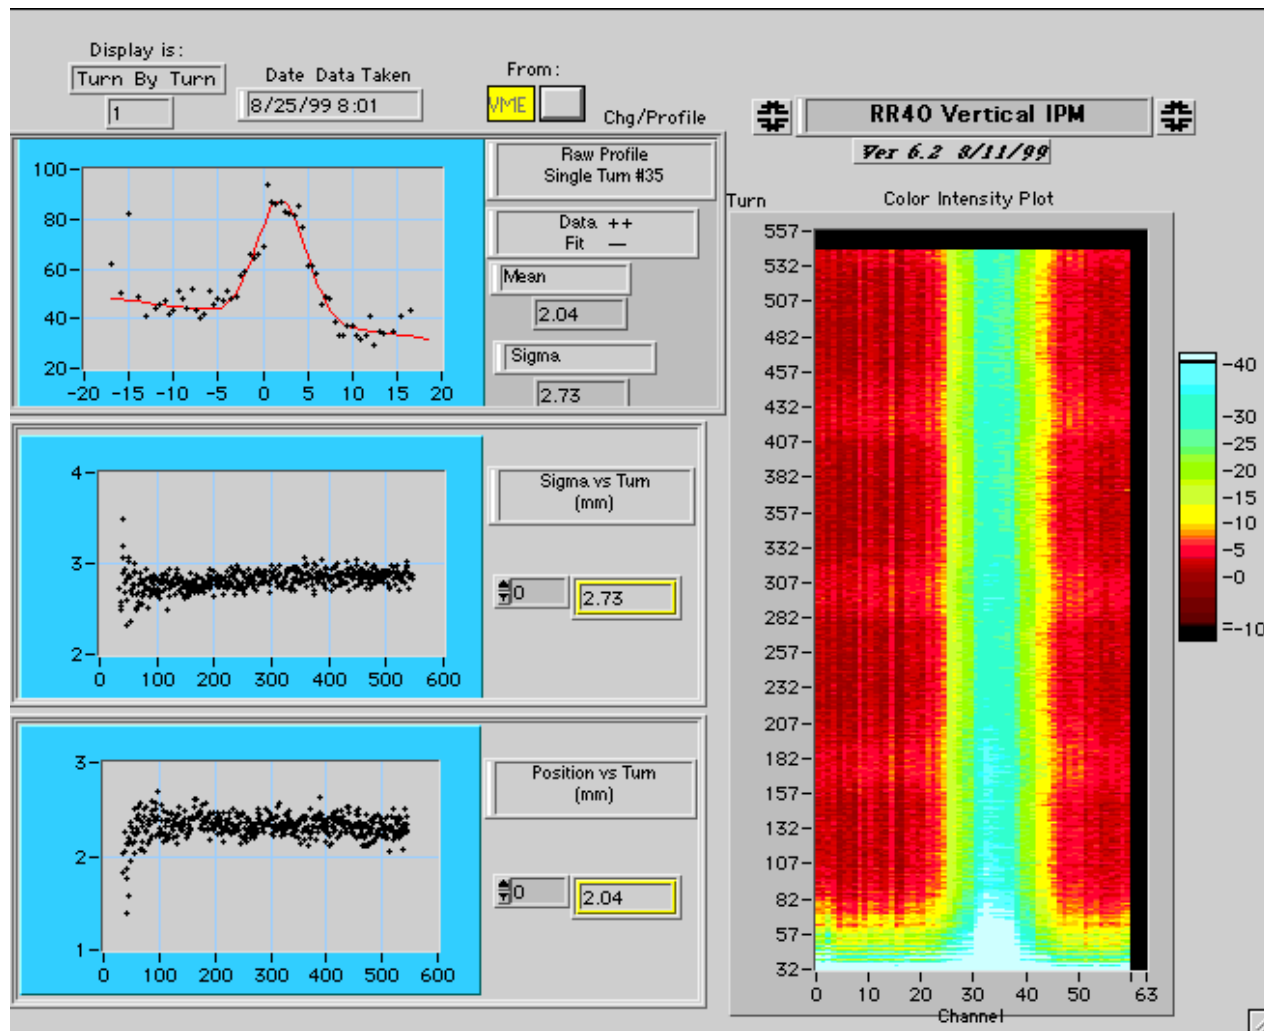 Display is:
Turn By Turn
1
Date Data Taken
8/25/99 8:01
From:
VME
Chg/Profile
RR40 Vertical IPM
Ver 6.2 8/11/99
100
80
60
40
20
-20 -15 -10 -5 0 5 10 15 20
Raw Profile
Single Turn #35
Data ++
Fit —
Mean
2.04
Sigma
2.73
4
3
2
0 100 200 300 400 500 600
Sigma vs Turn
(mm)
0
2.73
3
2
1
0 100 200 300 400 500 600
Position vs Turn
(mm)
0
2.04
Turn
Color Intensity Plot
557
532
507
482
457
432
407
382
357
332
307
282
257
232
207
182
157
132
107
82
57
32
0 10 20 30 40 50 63
Channel
-40
-30
-25
-20
-15
-10
-5
-0
=-10